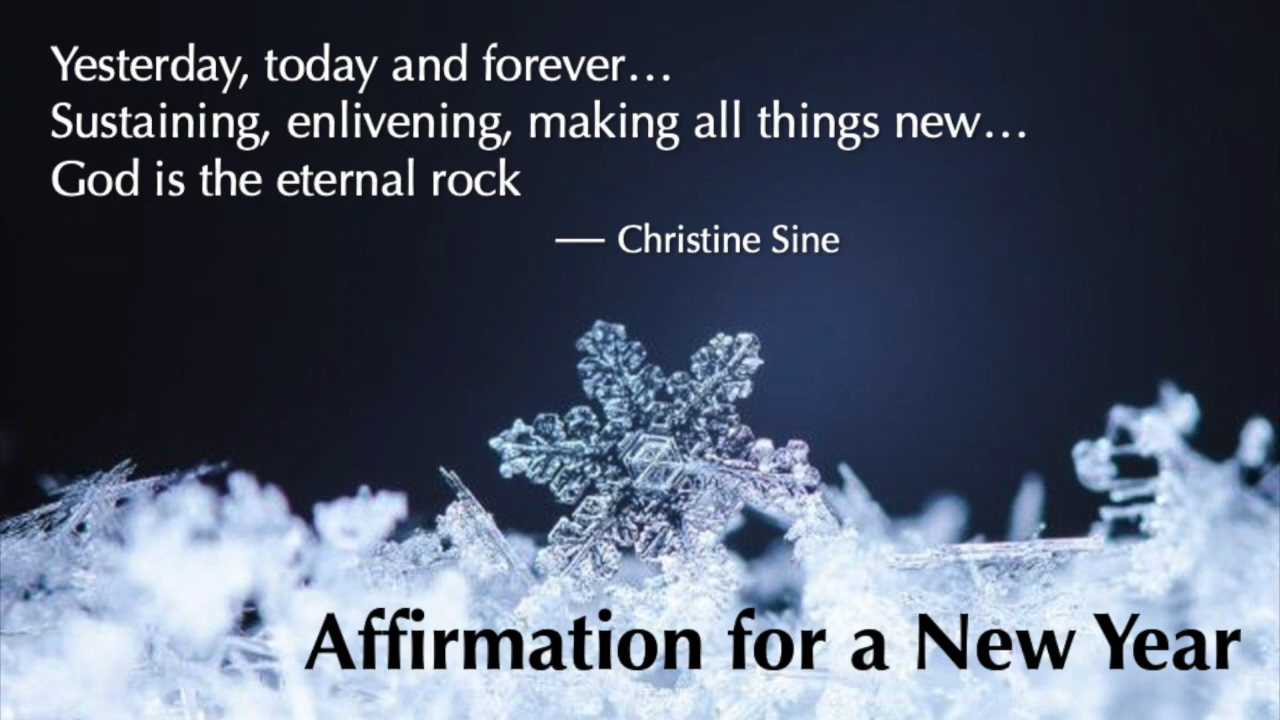 Yesterday, today and forever…
Sustaining, enlivening, making all things new…
God is the eternal rock
— Christine Sine
Affirmation for a New Year